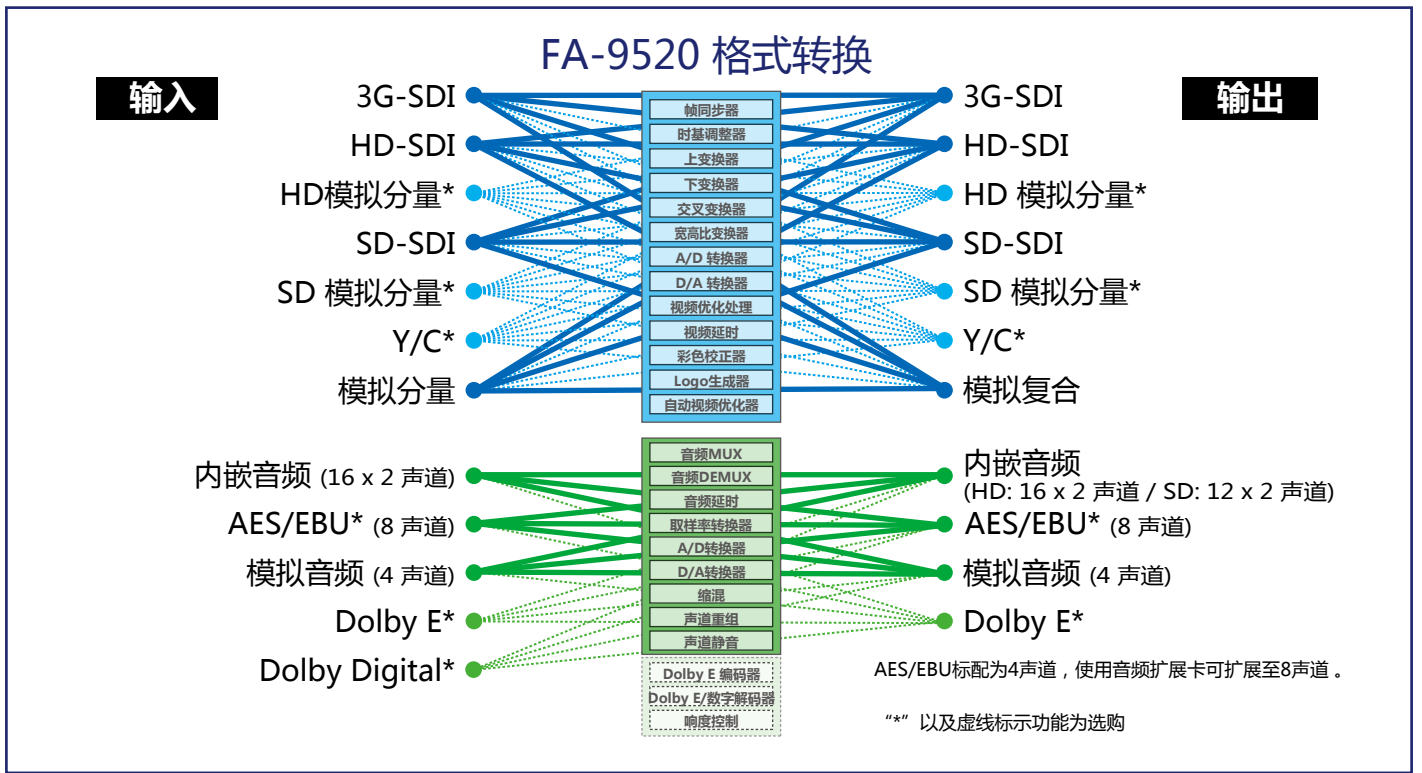 FA-9520 格式转换
输入
3G-SDI
HD-SDI
HD模拟分量*
SD-SDI
SD 模拟分量*
Y/C*
模拟分量
帧同步器
时基调整器
上变换器
下变换器
交叉变换器
宽高比变换器
A/D 转换器
D/A 转换器
视频优化处理
视频延时
彩色校正器
Logo生成器
自动视频优化器
输出
3G-SDI
HD-SDI
HD 模拟分量*
SD-SDI
SD 模拟分量*
Y/C*
模拟复合
内嵌音频 (16 x 2 声道)
AES/EBU* (8 声道)
模拟音频 (4 声道)
Dolby E*
Dolby Digital*
音频MUX
音频DEMUX
音频延时
取样率转换器
A/D转换器
D/A转换器
缩混
声道重组
声道静音
Dolby E 编码器
Dolby E/数字解码器
响度控制
内嵌音频
(HD: 16 x 2 声道 / SD: 12 x 2 声道)
AES/EBU* (8 声道)
模拟音频 (4 声道)
Dolby E*
AES/EBU标配为4声道，使用音频扩展卡可扩展至8声道 。
“*” 以及虚线标示功能为选购